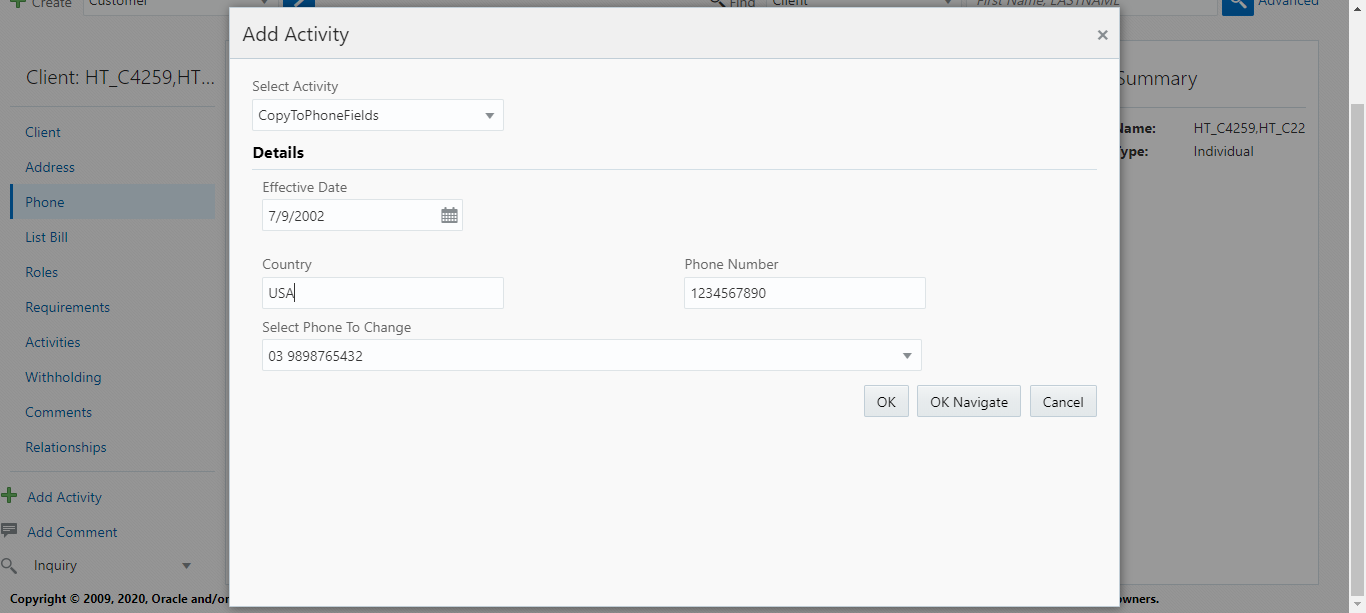 Create
Customer
Find
Client
First Name, LASTNAME
Advanced
Add Activity
×
Client: HT_C4259,HT...
Client
Address
Phone
List Bill
Roles
Requirements
Activities
Withholding
Comments
Relationships
Add Activity
Add Comment
Inquiry
Select Activity
CopyToPhoneFields
Details
Effective Date
7/9/2002
Country
Phone Number
USA
1234567890
Select Phone To Change
03 9898765432
OK
OK Navigate
Cancel
Summary
Name:
HT_C4259,HT_C22
Type:
Individual
Copyright © 2009, 2020, Oracle and/or
owners.